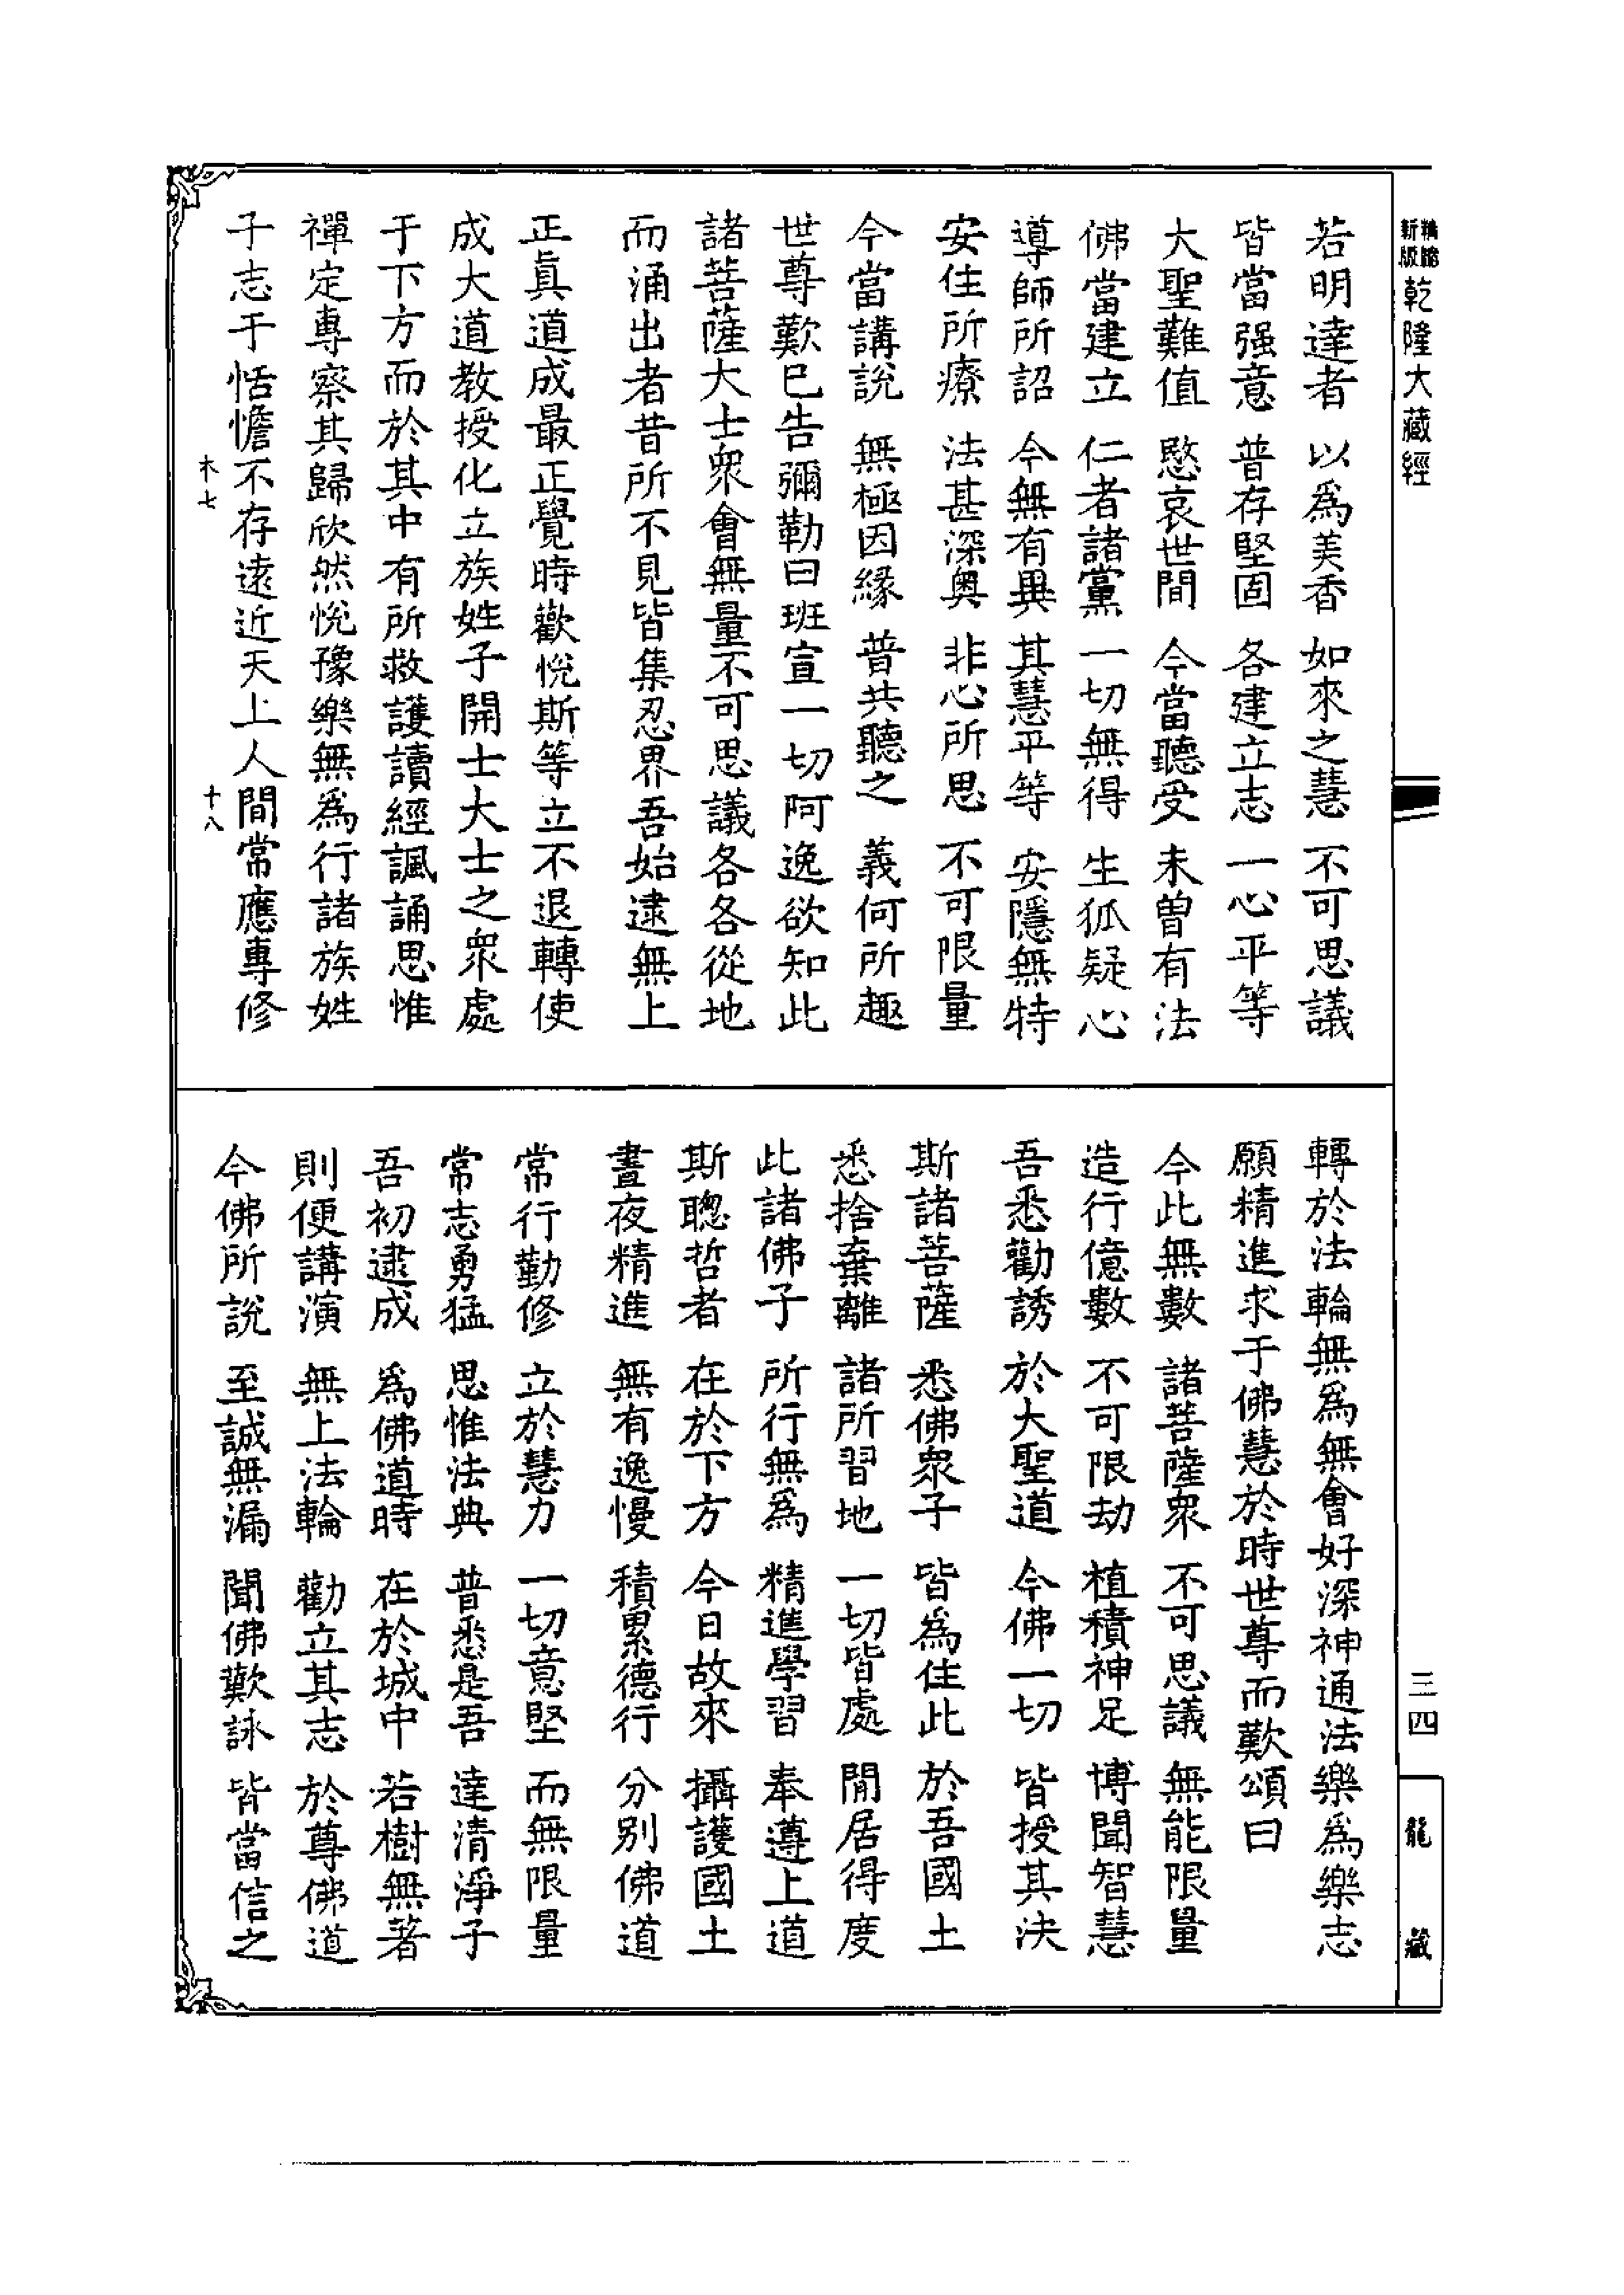 新版 精縮
乾隆大藏經
三四
龍藏
若明達者 以爲美香 如來之慧 不可思議
皆當强意 普存堅固 各建立志 一心平等
大聖難值 愍哀世間 今當聽受 未曾有法
佛當建立 仁者諸黨 一切無得 生狐疑心
導師所詔 今無有異 其慧平等 安隱無特
安住所療 法甚深奧 非心所思 不可限量
今當講說 無極因緣 普共聽之 義何所趣
世尊歎已告彌勒曰班宣一切阿逸欲知此
諸菩薩大士衆會無量不可思議各各從地
而涌出者昔所不見皆集忍界吾始逮無上
正眞道成最正覺時歡悅斯等立不退轉使
成大道教授化立族姓子開士大士之衆處
于下方而於其中有所救護讀經諷誦思惟
禪定專察其歸欣然悅豫樂無爲行諸族姓
子志于恬憺不存遠近天上人間常應專修
木七 十八
轉於法輪無爲無會好深神通法樂爲樂志
願精進求于佛慧於時世尊而歎頌曰
今此無數 諸菩薩衆 不可思議 無能限量
造行億數 不可限劫 植積神足 博聞智慧
吾悉勸誘 於大聖道 今佛一切 皆授其決
斯諸菩薩 悉佛衆子 皆爲住此 於吾國土
悉捨棄離 諸所習地 一切皆處 閒居得度
此諸佛子 所行無爲 精進學習 奉遵上道
斯聰哲者 在於下方 今日故來 攝護國土
晝夜精進 無有逸慢 積累德行 分別佛道
常行勤修 立於慧力 一切意堅 而無限量
常志勇猛 思惟法典 普悉是吾 達清淨子
吾初逮成 爲佛道時 在於城中 若樹無著
則便講演 無上法輪 勸立其志 於尊佛道
今佛所說 至誠無漏 聞佛歎詠 皆當信之